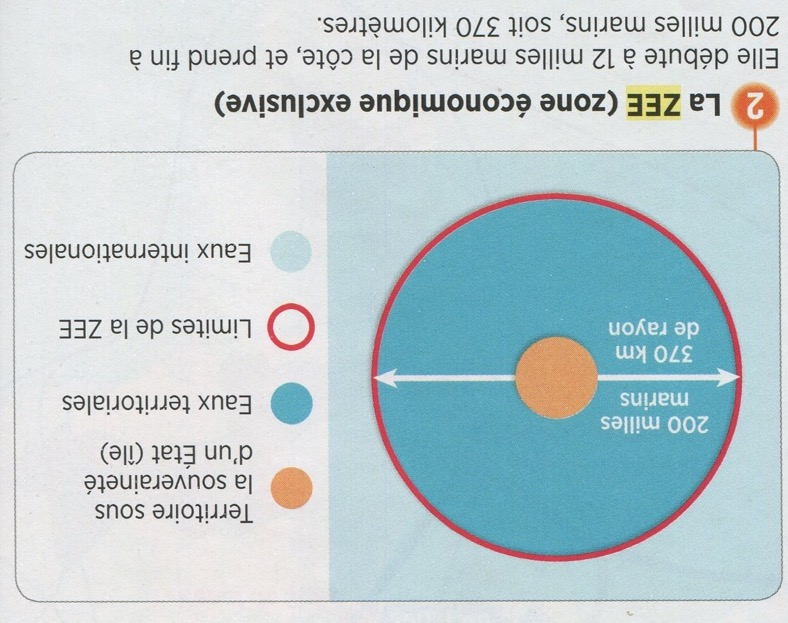 Territoire sous
la souveraineté
d'un État (île)
Eaux territoriales
Limites de la ZEE
Eaux internationales
200 milles
marins
370 km
de rayon
2 La ZEE (zone économique exclusive)
Elle débute à 12 milles marins de la côte, et prend fin à
200 milles marins, soit 370 kilomètres.